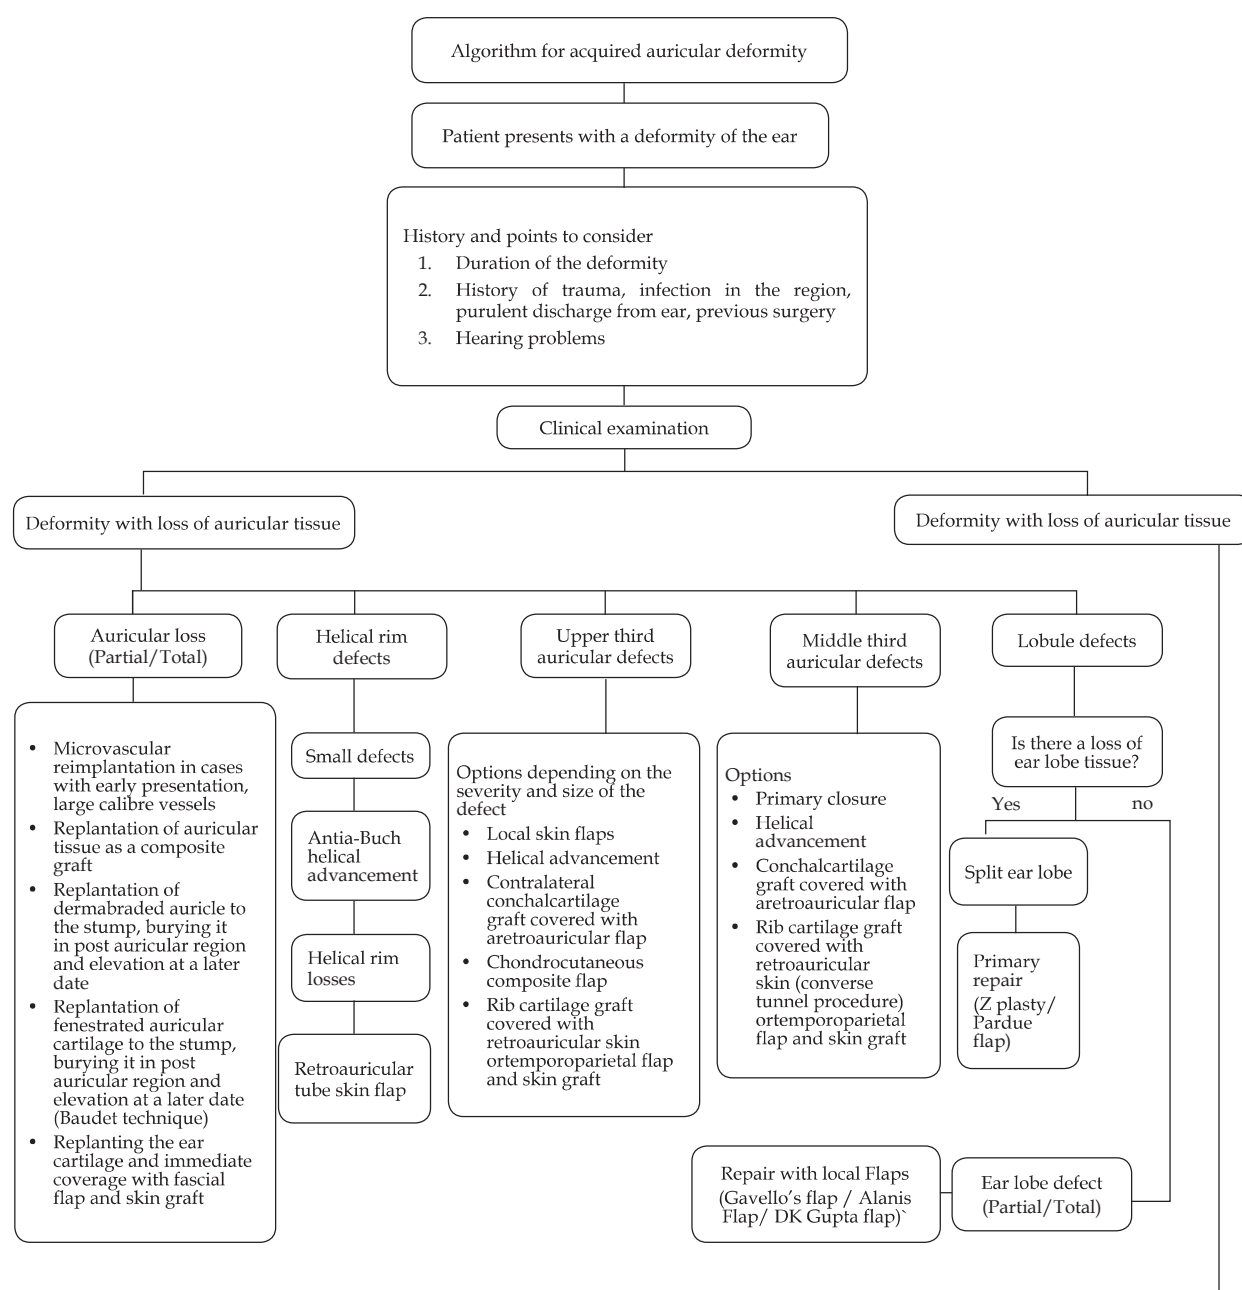 Algorithm for acquired auricular deformity
Patient presents with a deformity of the ear
History and points to consider
1. Duration of the deformity
2. History of trauma, infection in the region,
purulent discharge from ear, previous surgery
3. Hearing problems
Clinical examination
Deformity with loss of auricular tissue
Deformity with loss of auricular tissue
Auricular loss
(Partial/Total)
Helical rim
defects
Upper third
auricular defects
Middle third
auricular defects
Lobule defects
• Microvascular
reimplantation in cases
with early presentation,
large calibre vessels
• Replantation of auricular
tissue as a composite
graft
• Replantation of
dermabraded auricle to
the stump, burying it
in post auricular region
and elevation at a later
date
• Replantation of
fenestrated auricular
cartilage to the stump,
burying it in post
auricular region and
elevation at a later date
(Baudet technique)
• Replanting the ear
cartilage and immediate
coverage with fascial
flap and skin graft
Small defects
Antia-Buch
helical
advancement
Helical rim
losses
Retroauricular
tube skin flap
Options depending on the
severity and size of the
defect
• Local skin flaps
• Helical advancement
• Contralateral
conchalcartilage
graft covered with
aretroauricular flap
• Chondrocutaneous
composite flap
• Rib cartilage graft
covered with
retroauricular skin
ortemporoparietal flap
and skin graft
Options
• Primary closure
• Helical
advancement
• Conchalcartilage
graft covered with
aretroauricular flap
• Rib cartilage graft
covered with
retroauricular
skin (converse
tunnel procedure)
ortemporoparietal
flap and skin graft
Is there a loss of
ear lobe tissue?
Yes
no
Split ear lobe
Primary
repair
(Z plasty/
Pardue
flap)
Repair with local Flaps
(Gavello's flap / Alanis
Flap/ DK Gupta flap)`
Ear lobe defect
(Partial/Total)